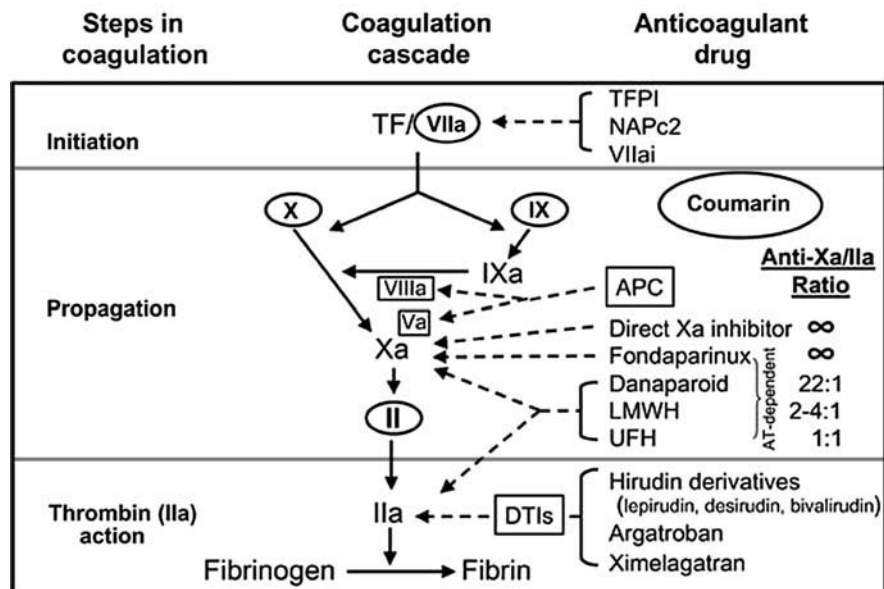 Steps in
coagulation
Coagulation
cascade
Anticoagulant
drug
Initiation
TF/VIIa
TFPI
NAPc2
VIIai
Propagation
X
IX
IXa
VIIIa
Va
Xa
II
Coumarin
Anti-Xa/IIa
Ratio
APC
Direct Xa inhibitor ∞
Fondaparinux ∞
Danaparoid 22:1
LMWH 2-4:1
UFH 1:1
AT-dependent
Thrombin (IIa)
action
IIa
DTIs
Hirudin derivatives
(lepirudin, desirudin, bivalirudin)
Argatroban
Ximelagatran
Fibrinogen
Fibrin